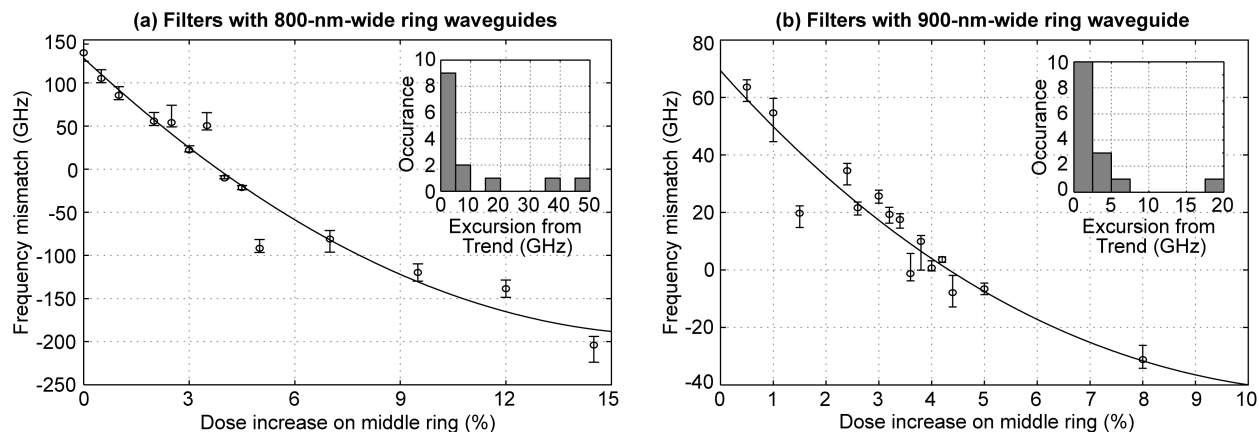 (a) Filters with 800-nm-wide ring waveguides
150
100
50
0
-50
-100
-150
-200
-250
Frequency mismatch (GHz)
0 3 6 9 12 15
Dose increase on middle ring (%)
10
8
6
4
2
0
Occurance
0 10 20 30 40 50
Excursion from
Trend (GHz)
(b) Filters with 900-nm-wide ring waveguide
80
60
40
20
0
-20
-40
Frequency mismatch (GHz)
0 1 2 3 4 5 6 7 8 9 10
Dose increase on middle ring (%)
10
8
6
4
2
0
Occurance
0 5 10 15 20
Excursion from
Trend (GHz)